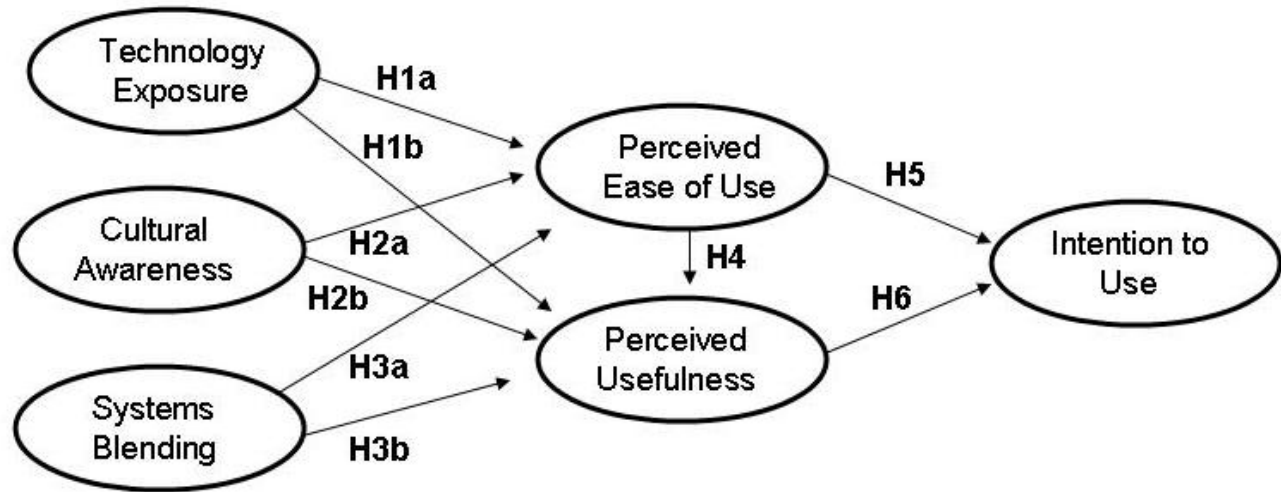 Technology
Exposure
H1a
H1b
Perceived
Ease of Use
H5
Cultural
Awareness
H2a
H2b
H4
Intention to
Use
H6
Perceived
Usefulness
H3a
Systems
Blending
H3b